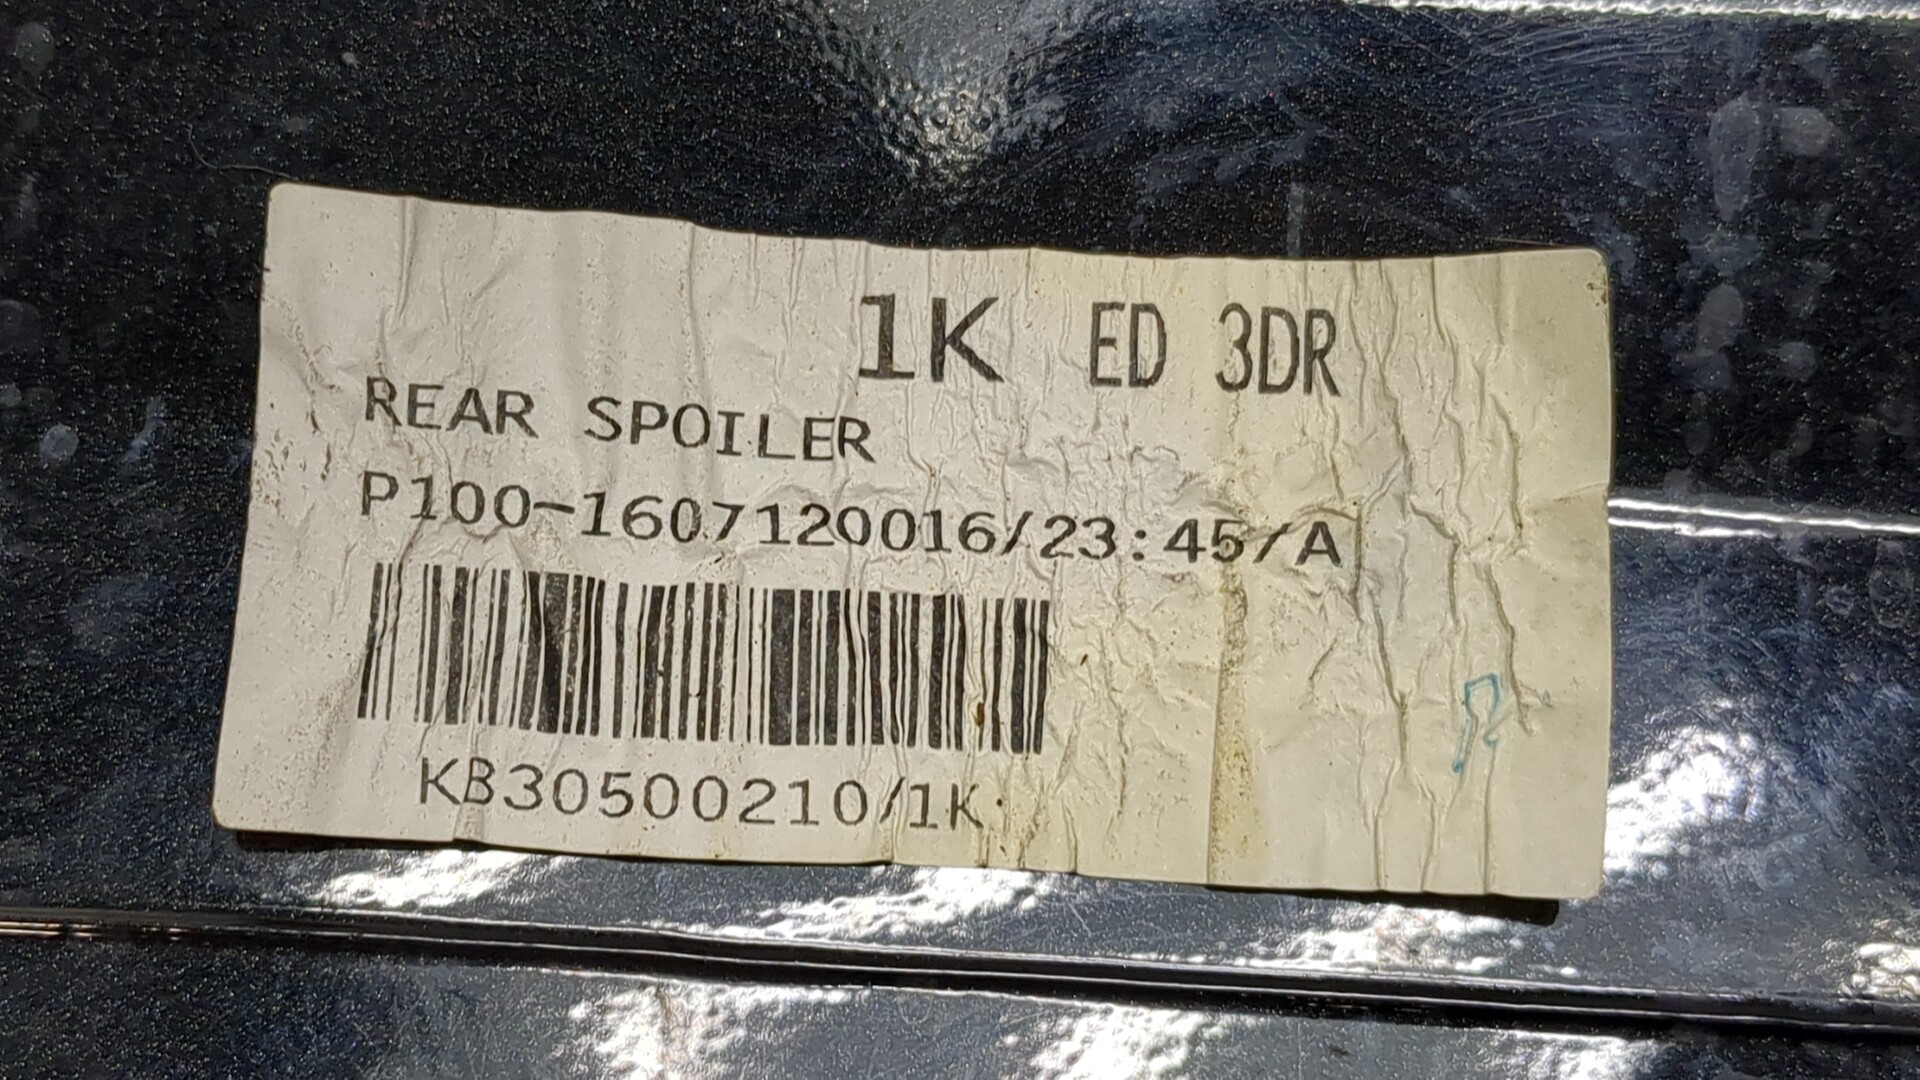 1K ED 3DR
REAR SPOILER
P100-1607120016/23:45/A
KB30500210/1K